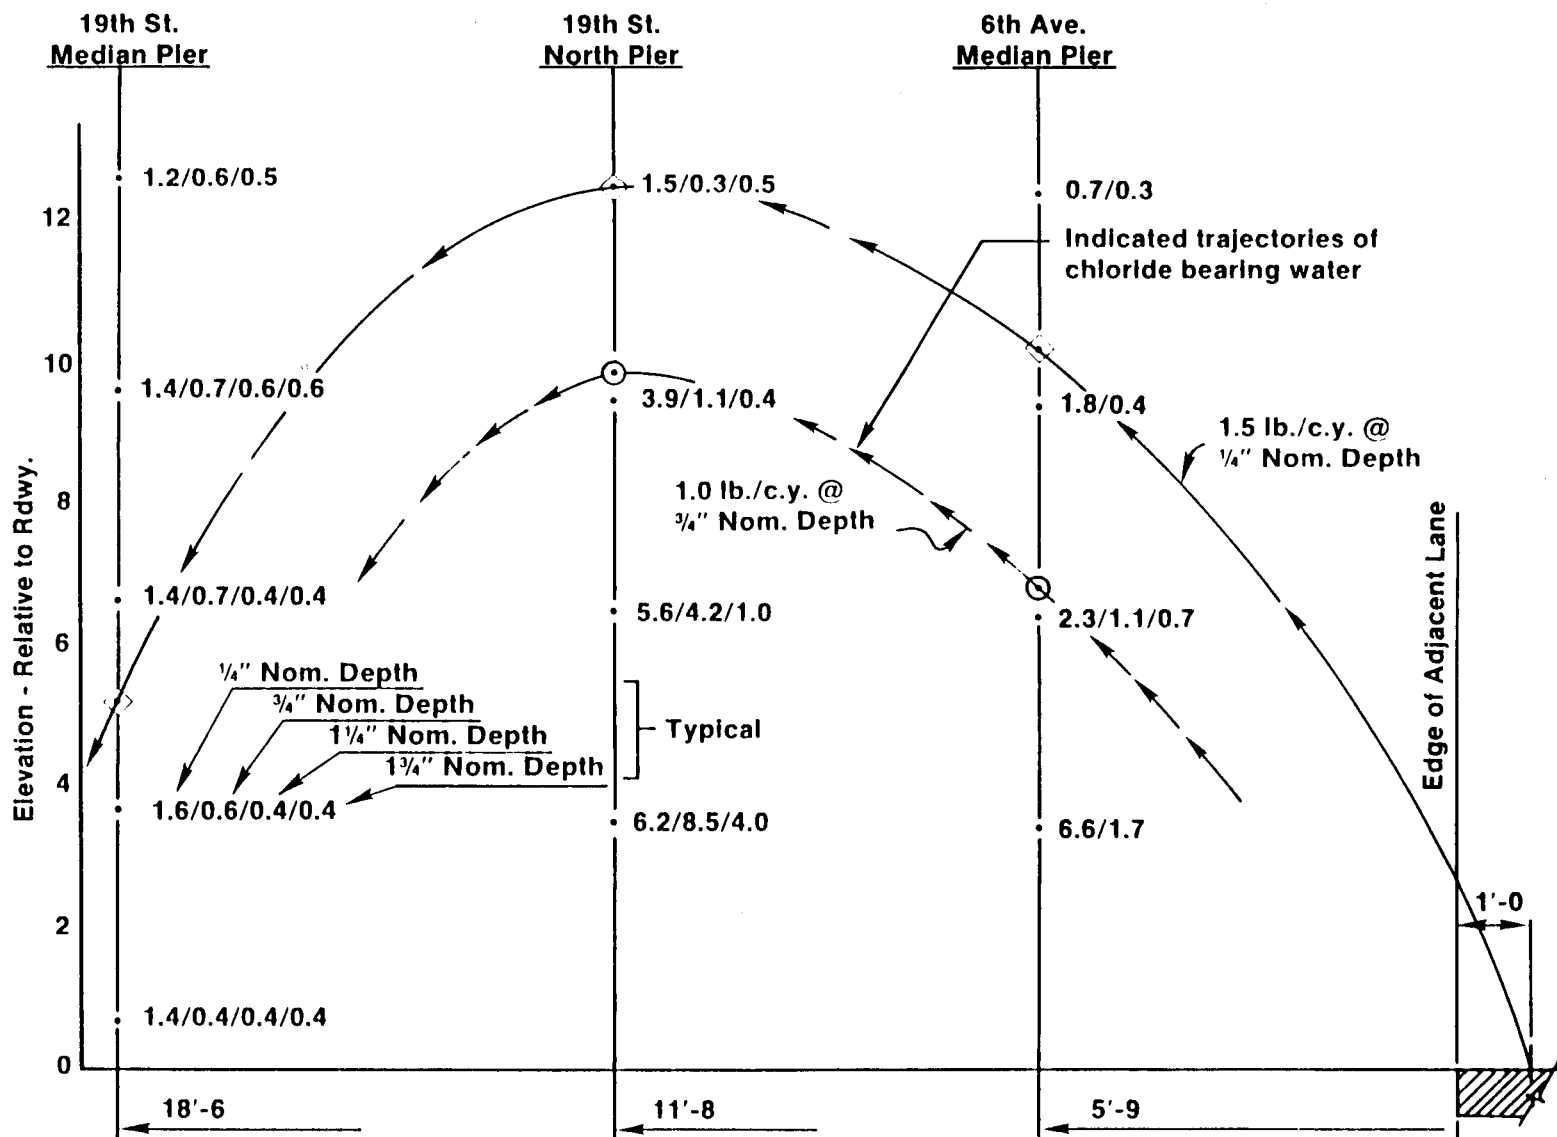 19th St.
Median Pier
19th St.
North Pier
6th Ave.
Median Pier
1.2/0.6/0.5
1.5/0.3/0.5
0.7/0.3
12
Indicated trajectories of
chloride bearing water
10
1.4/0.7/0.6/0.6
3.9/1.1/0.4
1.8/0.4
1.5 lb./c.y. @
¼" Nom. Depth
1.0 lb./c.y. @
¾" Nom. Depth
8
Elevation - Relative to Rdwy.
Edge of Adjacent Lane
1.4/0.7/0.4/0.4
5.6/4.2/1.0
2.3/1.1/0.7
6
¼" Nom. Depth
¾" Nom. Depth
1¼" Nom. Depth
1¾" Nom. Depth
Typical
4
1.6/0.6/0.4/0.4
6.2/8.5/4.0
6.6/1.7
2
1'-0
1.4/0.4/0.4/0.4
0
18'-6
11'-8
5'-9